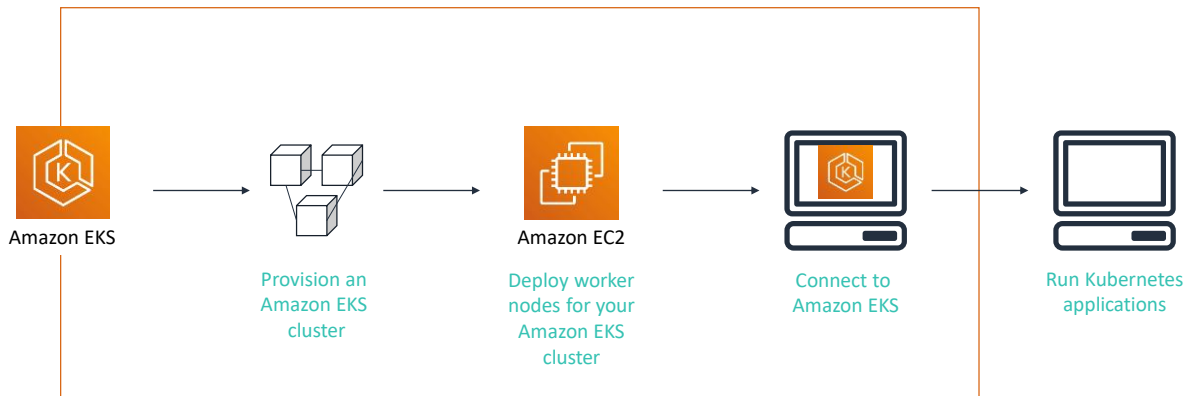 K
K
Amazon EKS
Amazon EC2
Provision an
Amazon EKS
cluster
Deploy worker
nodes for your
Amazon EKS
cluster
Connect to
Amazon EKS
Run Kubernetes
applications